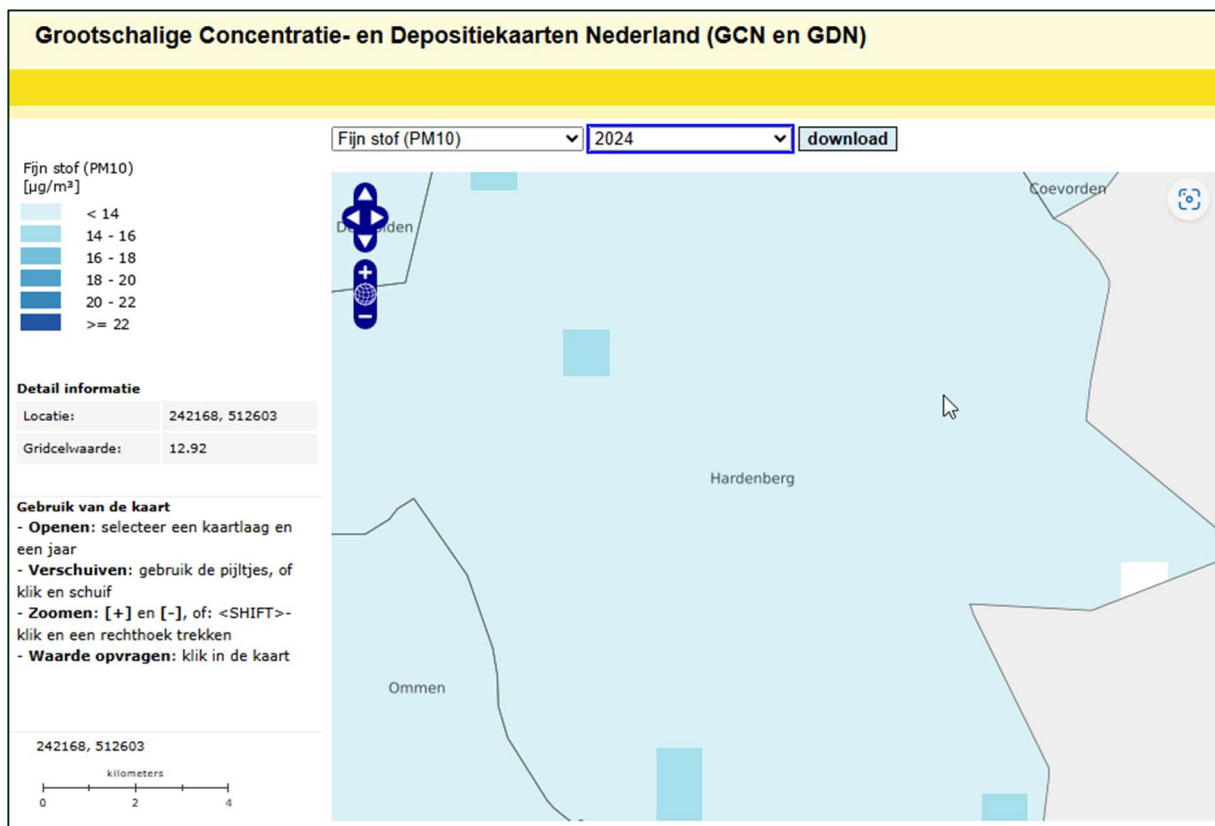 Grootschalige Concentratie- en Depositiekaarten Nederland (GCN en GDN)
Fijn stof (PM10) 2024 download
Fijn stof (PM10)
[µg/m³]
< 14
14 - 16
16 - 18
18 - 20
20 - 22
>= 22
Detail informatie
Locatie: 242168, 512603
Gridcelwaarde: 12.92
Gebruik van de kaart
- Openen: selecteer een kaartlaag en
een jaar
- Verschuiven: gebruik de pijltjes, of
klik en schuif
- Zoomen: [+] en [-], of: <SHIFT>-
klik en een rechthoek trekken
- Waarde opvragen: klik in de kaart
242168, 512603
kilometers
0 2 4
Coevorden
Hardenberg
Ommen